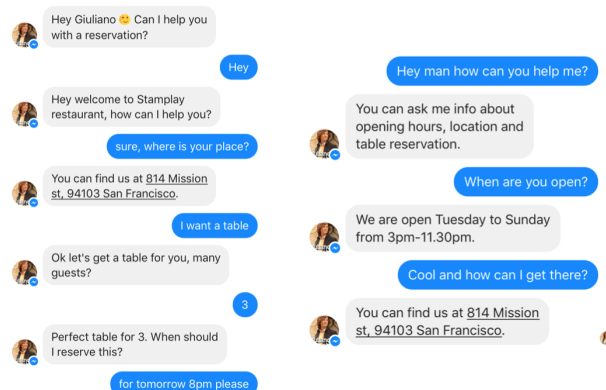 Hey Giuliano 🙂 Can I help you
with a reservation?
Hey
Hey welcome to Stamplay
restaurant, how can I help you?
sure, where is your place?
You can find us at 814 Mission
st, 94103 San Francisco.
I want a table
Ok let's get a table for you, many
guests?
3
Perfect table for 3. When should
I reserve this?
for tomorrow 8pm please
Hey man how can you help me?
You can ask me info about
opening hours, location and
table reservation.
When are you open?
We are open Tuesday to Sunday
from 3pm-11.30pm.
Cool and how can I get there?
You can find us at 814 Mission
st, 94103 San Francisco.